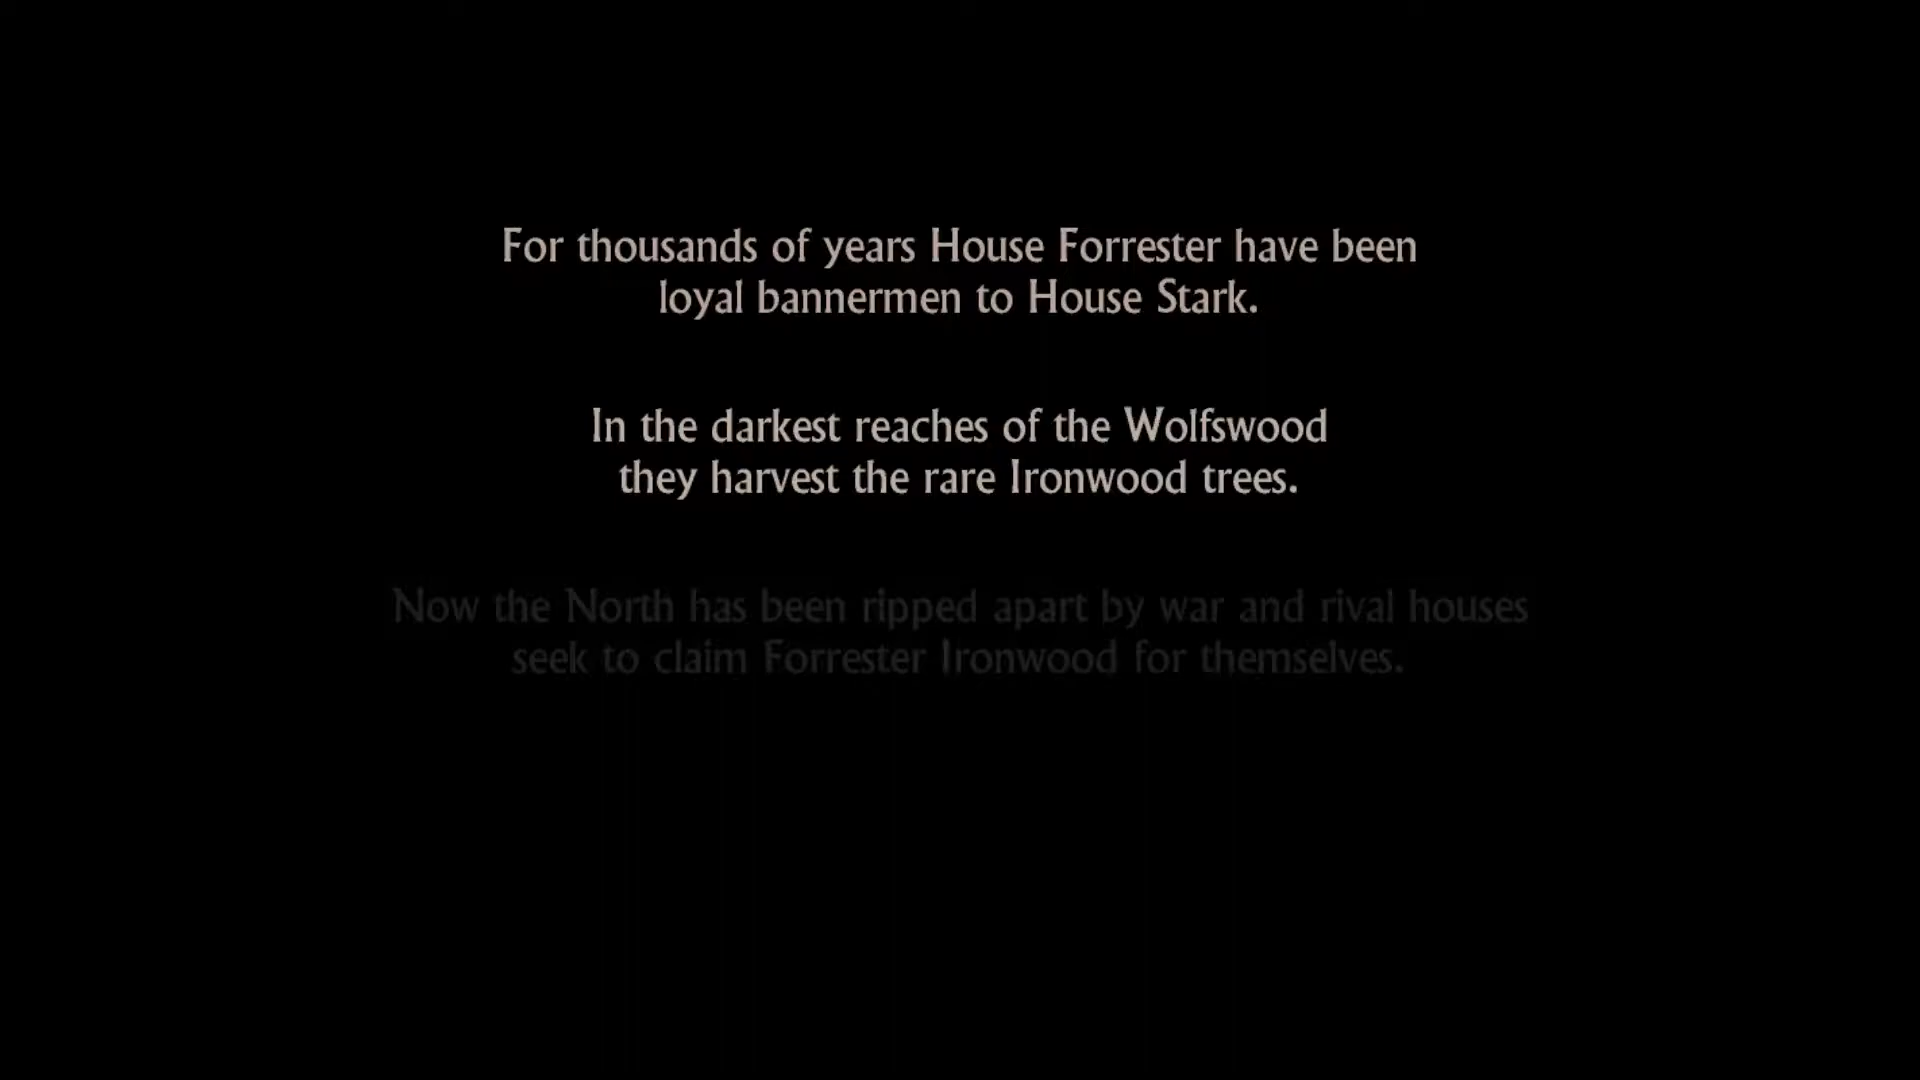 For thousands of years House Forrester have been
loyal bannermen to House Stark.
In the darkest reaches of the Wolfswood
they harvest the rare Ironwood trees.
Now the North has been ripped apart by war and rival houses
seek to claim Forrester Ironwood for themselves.